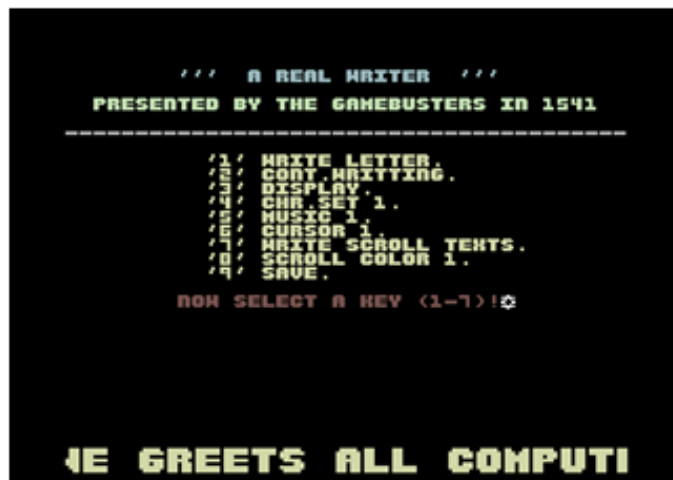 ''' A REAL WRITER '''
PRESENTED BY THE GAMEBUSTERS IN 1541
----------------------------------------
'1' WRITE LETTER.
'2' CONT.WRITTING.
'3' DISPLAY.
'4' CHR.SET 1.
'5' MUSIC 1.
'6' CURSOR 1.
'7' WRITE SCROLL TEXTS.
'8' SCROLL COLOR 1.
'9' SAVE.
NOW SELECT A KEY (1-7)!
GREETS ALL